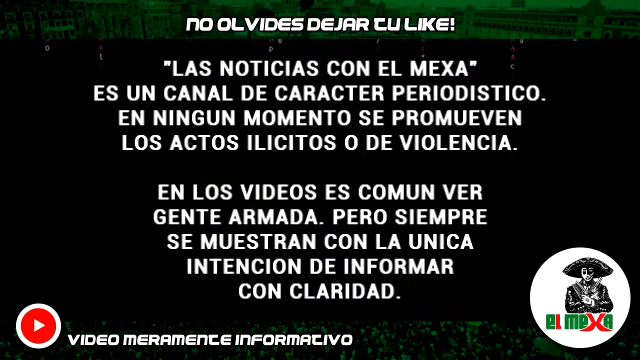 NO OLVIDES DEJAR TU LIKE!
"LAS NOTICIAS CON EL MEXA"
ES UN CANAL DE CARACTER PERIODISTICO.
EN NINGUN MOMENTO SE PROMUEVEN
LOS ACTOS ILICITOS O DE VIOLENCIA.
EN LOS VIDEOS ES COMUN VER
GENTE ARMADA. PERO SIEMPRE
SE MUESTRAN CON LA UNICA
INTENCION DE INFORMAR
CON CLARIDAD.
EL MEXA
VIDEO MERAMENTE INFORMATIVO